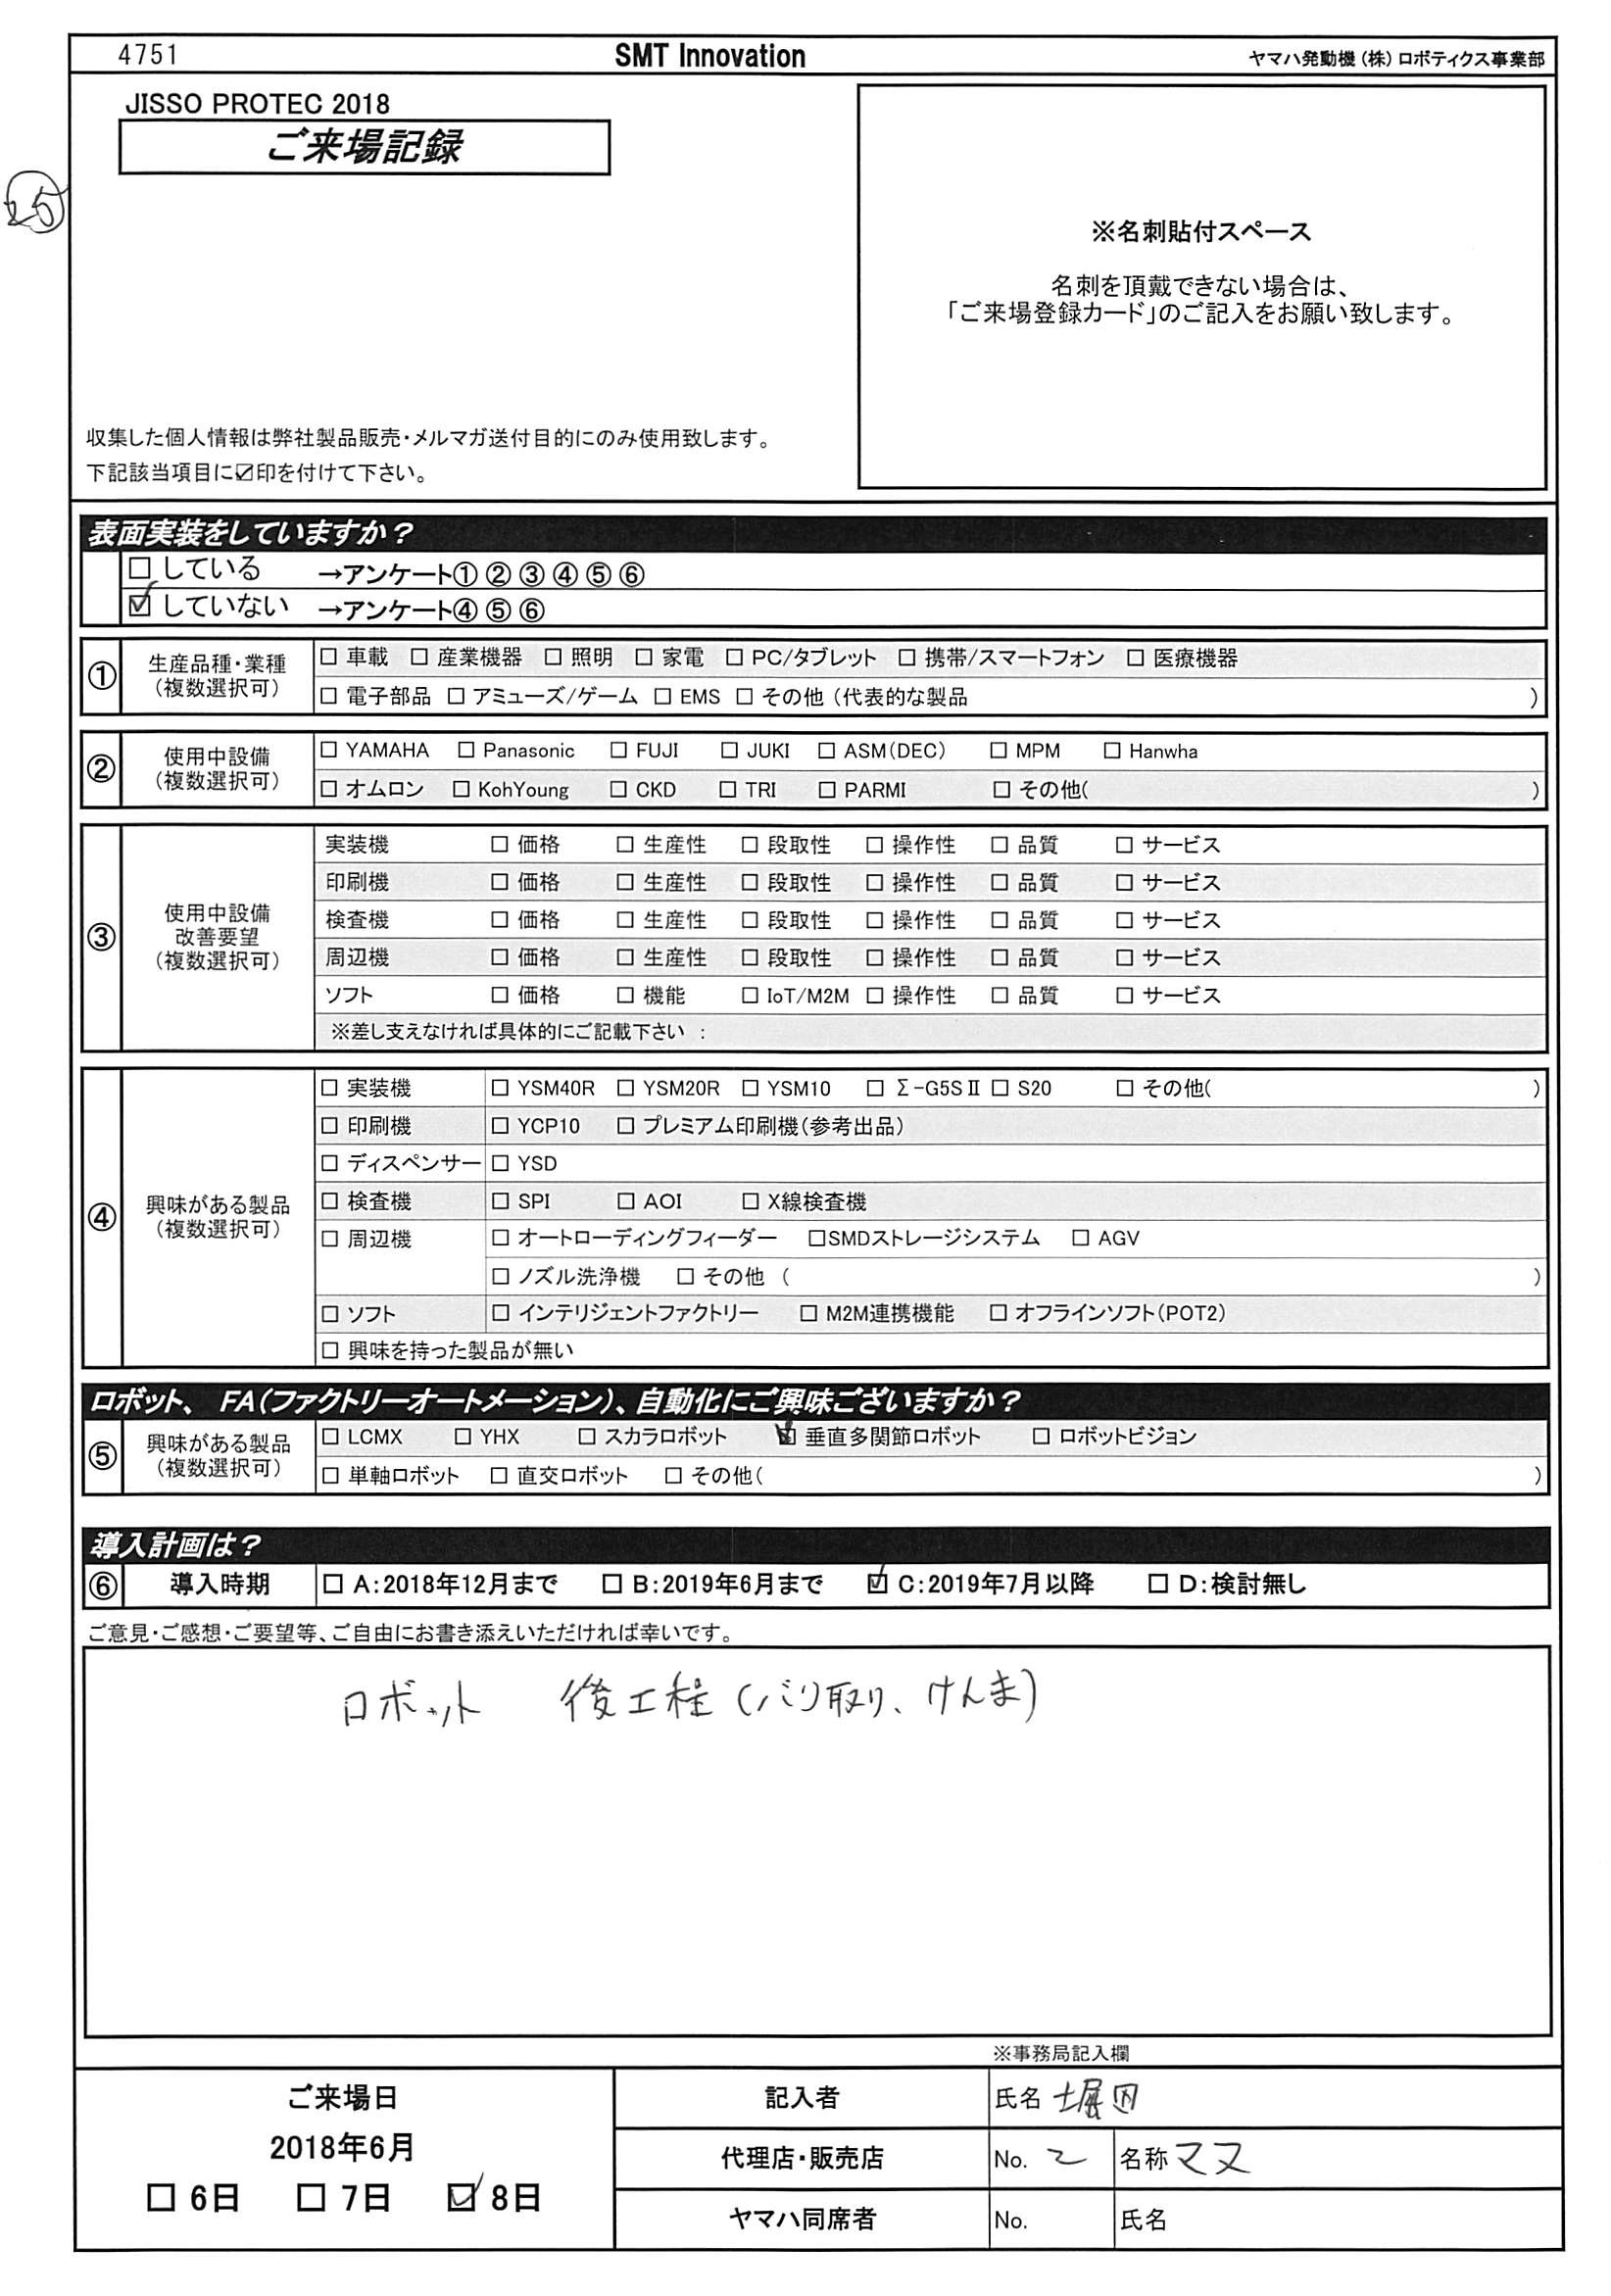 4751 SMT Innovation ヤマハ発動機(株)ロボティクス事業部
JISSO PROTEC 2018
ご来場記録
25
※名刺貼付スペース
名刺を頂戴できない場合は、
「ご来場登録カード」のご記入をお願い致します。
収集した個人情報は弊社製品販売・メルマガ送付目的にのみ使用致します。
下記該当項目に☑印を付けて下さい。
表面実装をしていますか？
□ している →アンケート① ② ③ ④ ⑤ ⑥
☑ していない →アンケート④ ⑤ ⑥
① 生産品種・業種 (複数選択可)
□ 車載 □ 産業機器 □ 照明 □ 家電 □ PC/タブレット □ 携帯/スマートフォン □ 医療機器
□ 電子部品 □ アミューズ/ゲーム □ EMS □ その他 (代表的な製品 )
② 使用中設備 (複数選択可)
□ YAMAHA □ Panasonic □ FUJI □ JUKI □ ASM(DEC) □ MPM □ Hanwha
□ オムロン □ KohYoung □ CKD □ TRI □ PARMI □ その他( )
③ 使用中設備 改善要望 (複数選択可)
実装機 □ 価格 □ 生産性 □ 段取性 □ 操作性 □ 品質 □ サービス
印刷機 □ 価格 □ 生産性 □ 段取性 □ 操作性 □ 品質 □ サービス
検査機 □ 価格 □ 生産性 □ 段取性 □ 操作性 □ 品質 □ サービス
周辺機 □ 価格 □ 生産性 □ 段取性 □ 操作性 □ 品質 □ サービス
ソフト □ 価格 □ 機能 □ IoT/M2M □ 操作性 □ 品質 □ サービス
※差し支えなければ具体的にご記載下さい :
④ 興味がある製品 (複数選択可)
□ 実装機 □ YSM40R □ YSM20R □ YSM10 □ Σ-G5SⅡ □ S20 □ その他( )
□ 印刷機 □ YCP10 □ プレミアム印刷機(参考出品)
□ ディスペンサー □ YSD
□ 検査機 □ SPI □ AOI □ X線検査機
□ 周辺機 □ オートローディングフィーダー □SMDストレージシステム □ AGV
□ ノズル洗浄機 □ その他 ( )
□ ソフト □ インテリジェントファクトリー □ M2M連携機能 □ オフラインソフト(POT2)
□ 興味を持った製品が無い
ロボット、 FA(ファクトリーオートメーション)、自動化にご興味ございますか？
⑤ 興味がある製品 (複数選択可)
□ LCMX □ YHX □ スカラロボット ☑ 垂直多関節ロボット □ ロボットビジョン
□ 単軸ロボット □ 直交ロボット □ その他( )
導入計画は？
⑥ 導入時期 □ A:2018年12月まで □ B:2019年6月まで ☑ C:2019年7月以降 □ D:検討無し
ご意見・ご感想・ご要望等、ご自由にお書き添えいただければ幸いです。
ロボット 後工程(バリ取り、けんま)
※事務局記入欄
ご来場日
2018年6月
□ 6日 □ 7日 ☑ 8日
記入者 氏名 堀
代理店・販売店 No. 2 名称 マヌ
ヤマハ同席者 No. 氏名